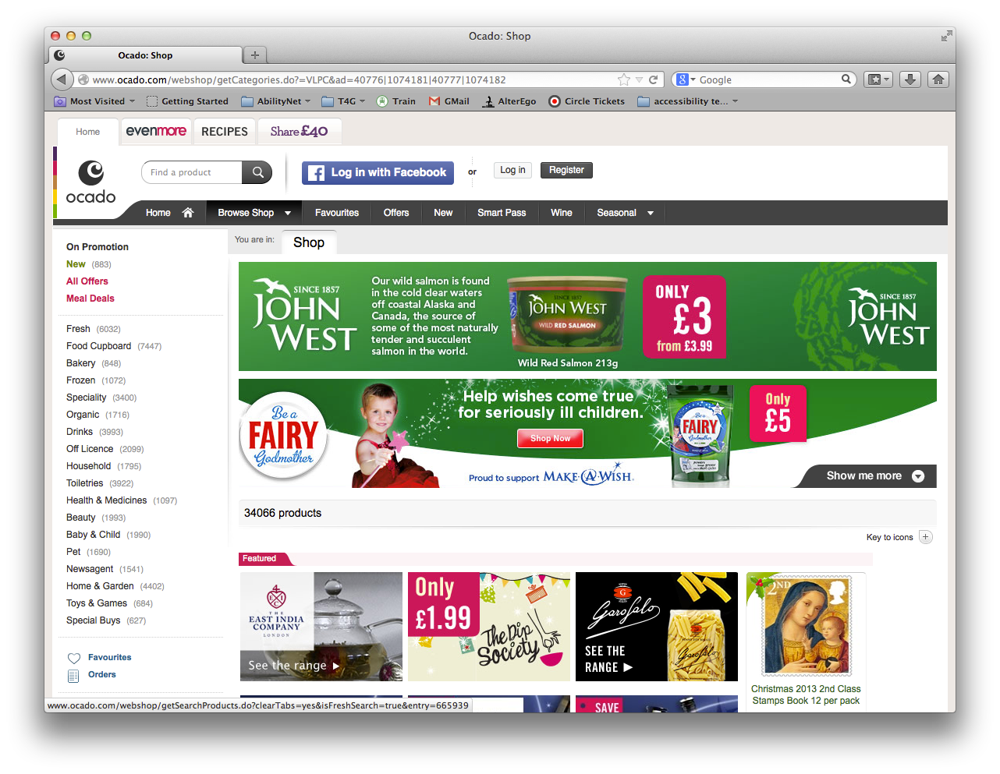 Ocado: Shop
Ocado: Shop
www.ocado.com/webshop/getCategories.do?=VLPC&ad=40776|1074181|40777|1074182
Google
Most Visited
Getting Started
AbilityNet
T4G
Train
GMail
AlterEgo
Circle Tickets
accessibility te...
Home
evenmore
RECIPES
Share £40
ocado
Find a product
Log in with Facebook
or
Log in
Register
Home
Browse Shop
Favourites
Offers
New
Smart Pass
Wine
Seasonal
On Promotion
New (883)
All Offers
Meal Deals
Fresh (6032)
Food Cupboard (7447)
Bakery (848)
Frozen (1072)
Speciality (3400)
Organic (1716)
Drinks (3993)
Off Licence (2099)
Household (1795)
Toiletries (3922)
Health & Medicines (1097)
Beauty (1993)
Baby & Child (1990)
Pet (1690)
Newsagent (1541)
Home & Garden (4402)
Toys & Games (684)
Special Buys (627)
Favourites
Orders
You are in:
Shop
SINCE 1857
JOHN
WEST
Our wild salmon is found
in the cold clear waters
off coastal Alaska and
Canada, the source of
some of the most naturally
tender and succulent
salmon in the world.
SINCE 1857
JOHN WEST
WILD RED SALMON
Wild Red Salmon 213g
ONLY
£3
from £3.99
SINCE 1857
JOHN
WEST
Be a
FAIRY
Godmother
Help wishes come true
for seriously ill children.
Shop Now
Proud to support MAKE-A-WISH
Be a
FAIRY
Godmother
Only
£5
Show me more
34066 products
Key to icons
Featured
THE
EAST INDIA
COMPANY
LONDON
See the range
Only
£1.99
The Dip
Society
G
Garofalo
SEE THE
RANGE
2ND
Christmas 2013 2nd Class
Stamps Book 12 per pack
SAVE
www.ocado.com/webshop/getSearchProducts.do?clearTabs=yes&isFreshSearch=true&entry=665939